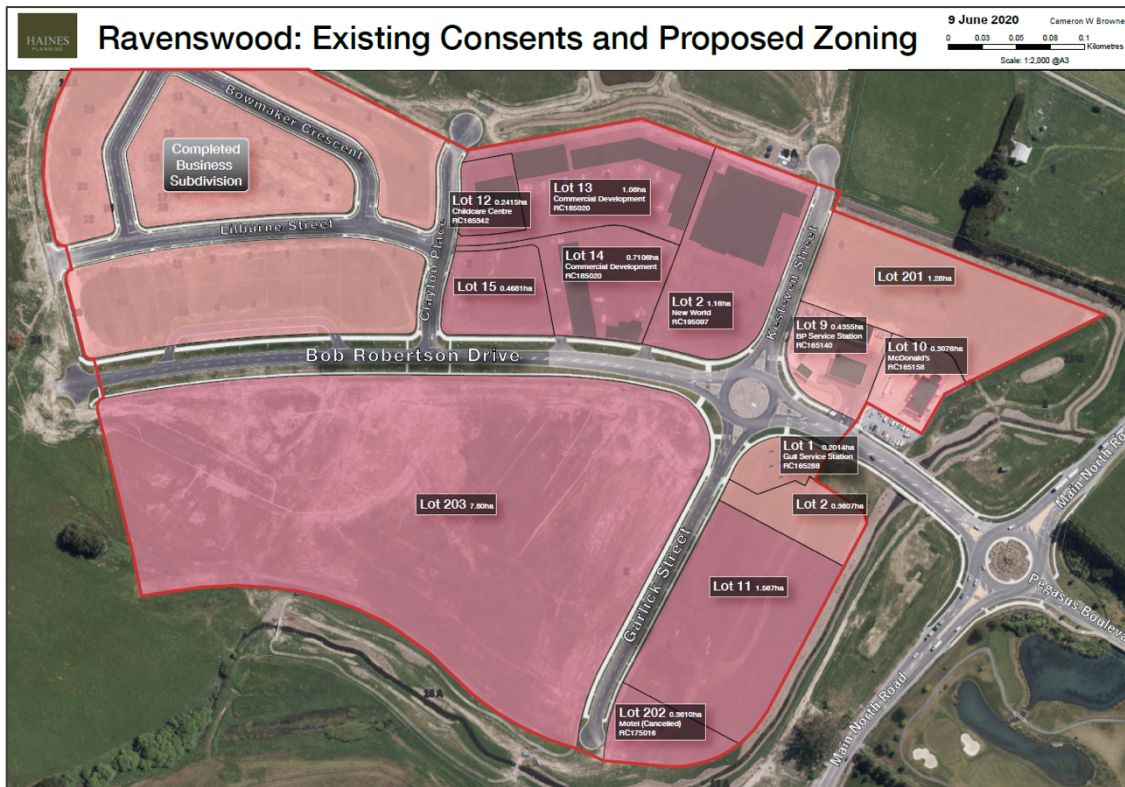 HAINES
PLANNING
Ravenswood: Existing Consents and Proposed Zoning
9 June 2020
Cameron W Browne
0 0.03 0.05 0.08 0.1
Kilometres
Scale: 1:2,000 @A3
Bowmaker Crescent
Completed
Business
Subdivision
Lilburne Street
Clayton Place
Lot 12 0.2415ha
Childcare Centre
RC165342
Lot 13 1.08ha
Commercial Development
RC185020
Lot 14 0.7106ha
Commercial Development
RC185020
Lot 15 0.4681ha
Lot 2 1.16ha
New World
RC195097
Kesteven Street
Lot 201 1.28ha
Lot 9 0.4355ha
BP Service Station
RC165140
Lot 10 0.3078ha
McDonald's
RC165158
Bob Robertson Drive
Lot 1 0.2014ha
Gull Service Station
RC165288
Lot 2 0.3607ha
Lot 203 7.80ha
Lot 11 1.567ha
Garlick Street
Lot 202 0.3610ha
Motel (Cancelled)
RC175016
Main North Road
Main North Roa
Pegasus Bouleva